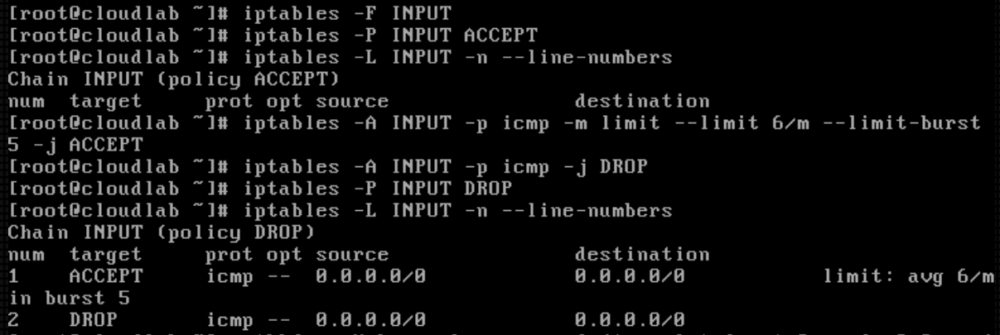 [root@cloudlab ~]# iptables -F INPUT
[root@cloudlab ~]# iptables -P INPUT ACCEPT
[root@cloudlab ~]# iptables -L INPUT -n --line-numbers
Chain INPUT (policy ACCEPT)
num  target     prot opt source               destination
[root@cloudlab ~]# iptables -A INPUT -p icmp -m limit --limit 6/m --limit-burst
5 -j ACCEPT
[root@cloudlab ~]# iptables -A INPUT -p icmp -j DROP
[root@cloudlab ~]# iptables -P INPUT DROP
[root@cloudlab ~]# iptables -L INPUT -n --line-numbers
Chain INPUT (policy DROP)
num  target     prot opt source               destination
1    ACCEPT     icmp --  0.0.0.0/0            0.0.0.0/0            limit: avg 6/m
in burst 5
2    DROP       icmp --  0.0.0.0/0            0.0.0.0/0